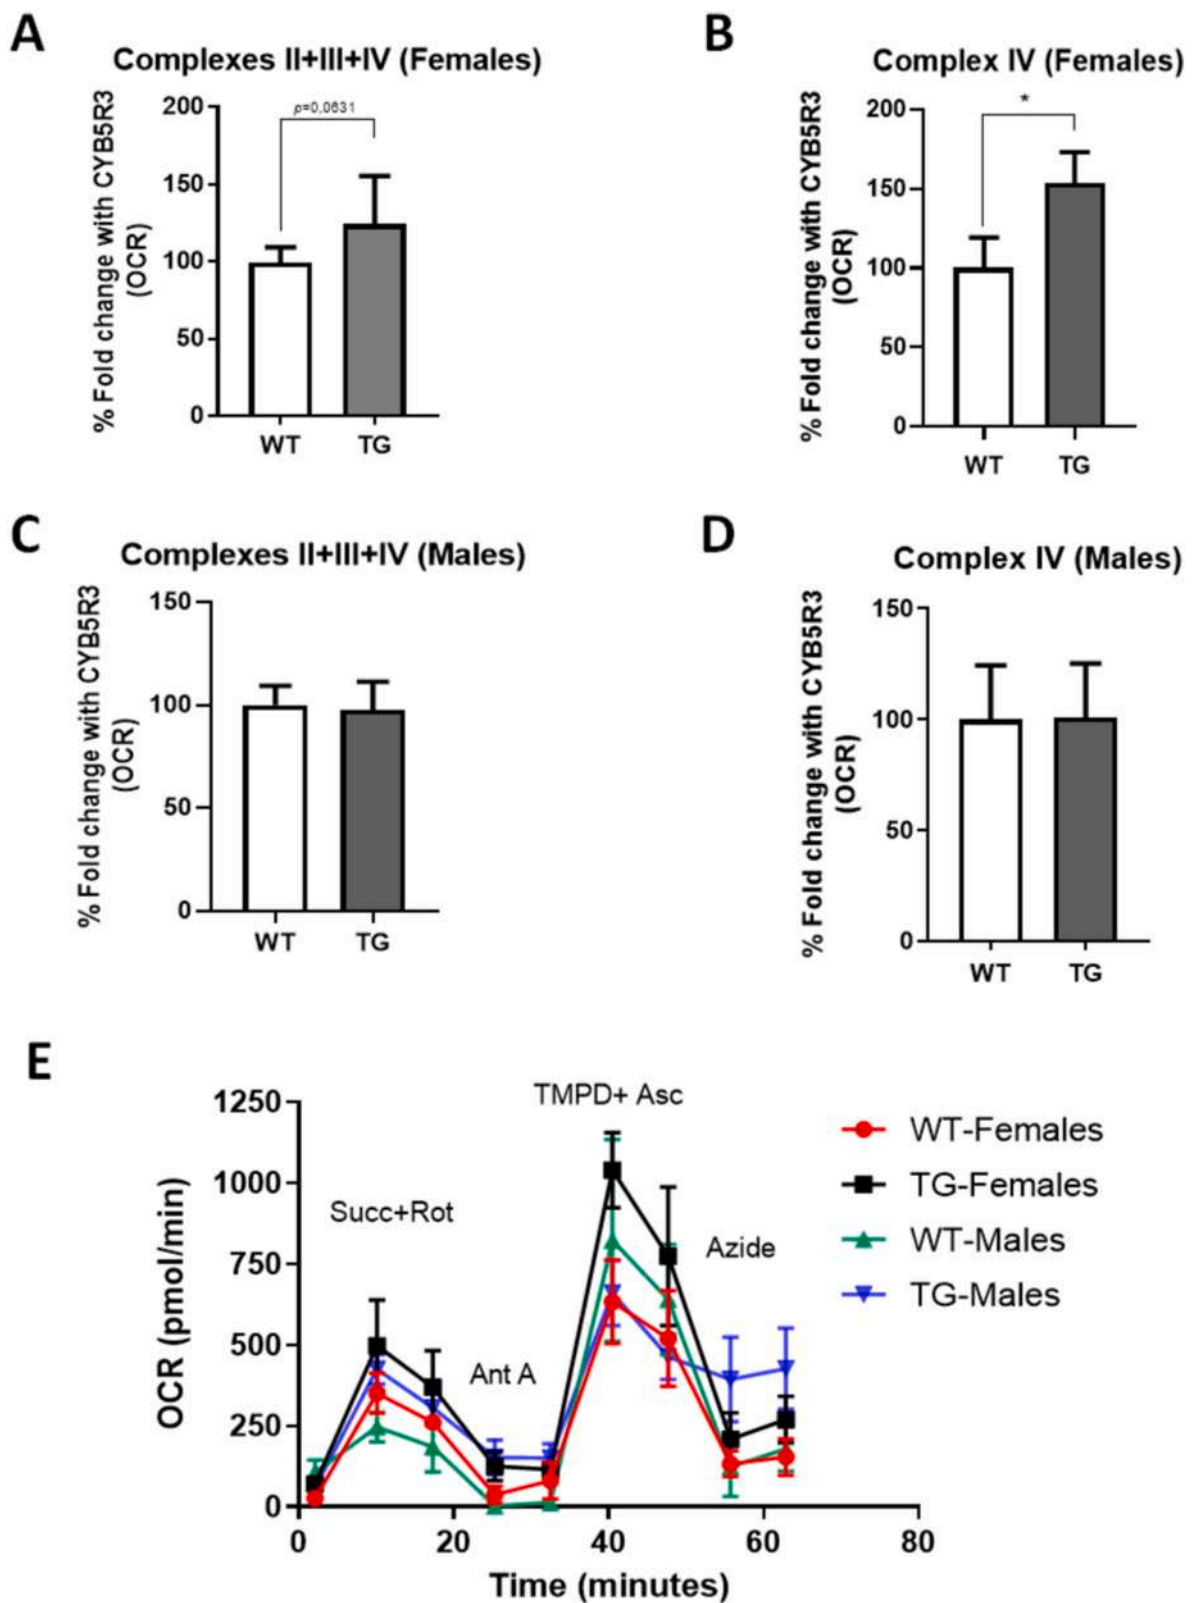 A
Complexes II+III+IV (Females)
% Fold change with CYB5R3
(OCR)
200
150
100
50
0
p=0.0631
WT
TG
B
Complex IV (Females)
% Fold change with CYB5R3
(OCR)
200
150
100
50
0
*
WT
TG
C
Complexes II+III+IV (Males)
% Fold change with CYB5R3
(OCR)
150
100
50
0
WT
TG
D
Complex IV (Males)
% Fold change with CYB5R3
(OCR)
150
100
50
0
WT
TG
E
OCR (pmol/min)
1250
1000
750
500
250
0
Succ+Rot
Ant A
TMPD+ Asc
Azide
WT-Females
TG-Females
WT-Males
TG-Males
0
20
40
60
80
Time (minutes)